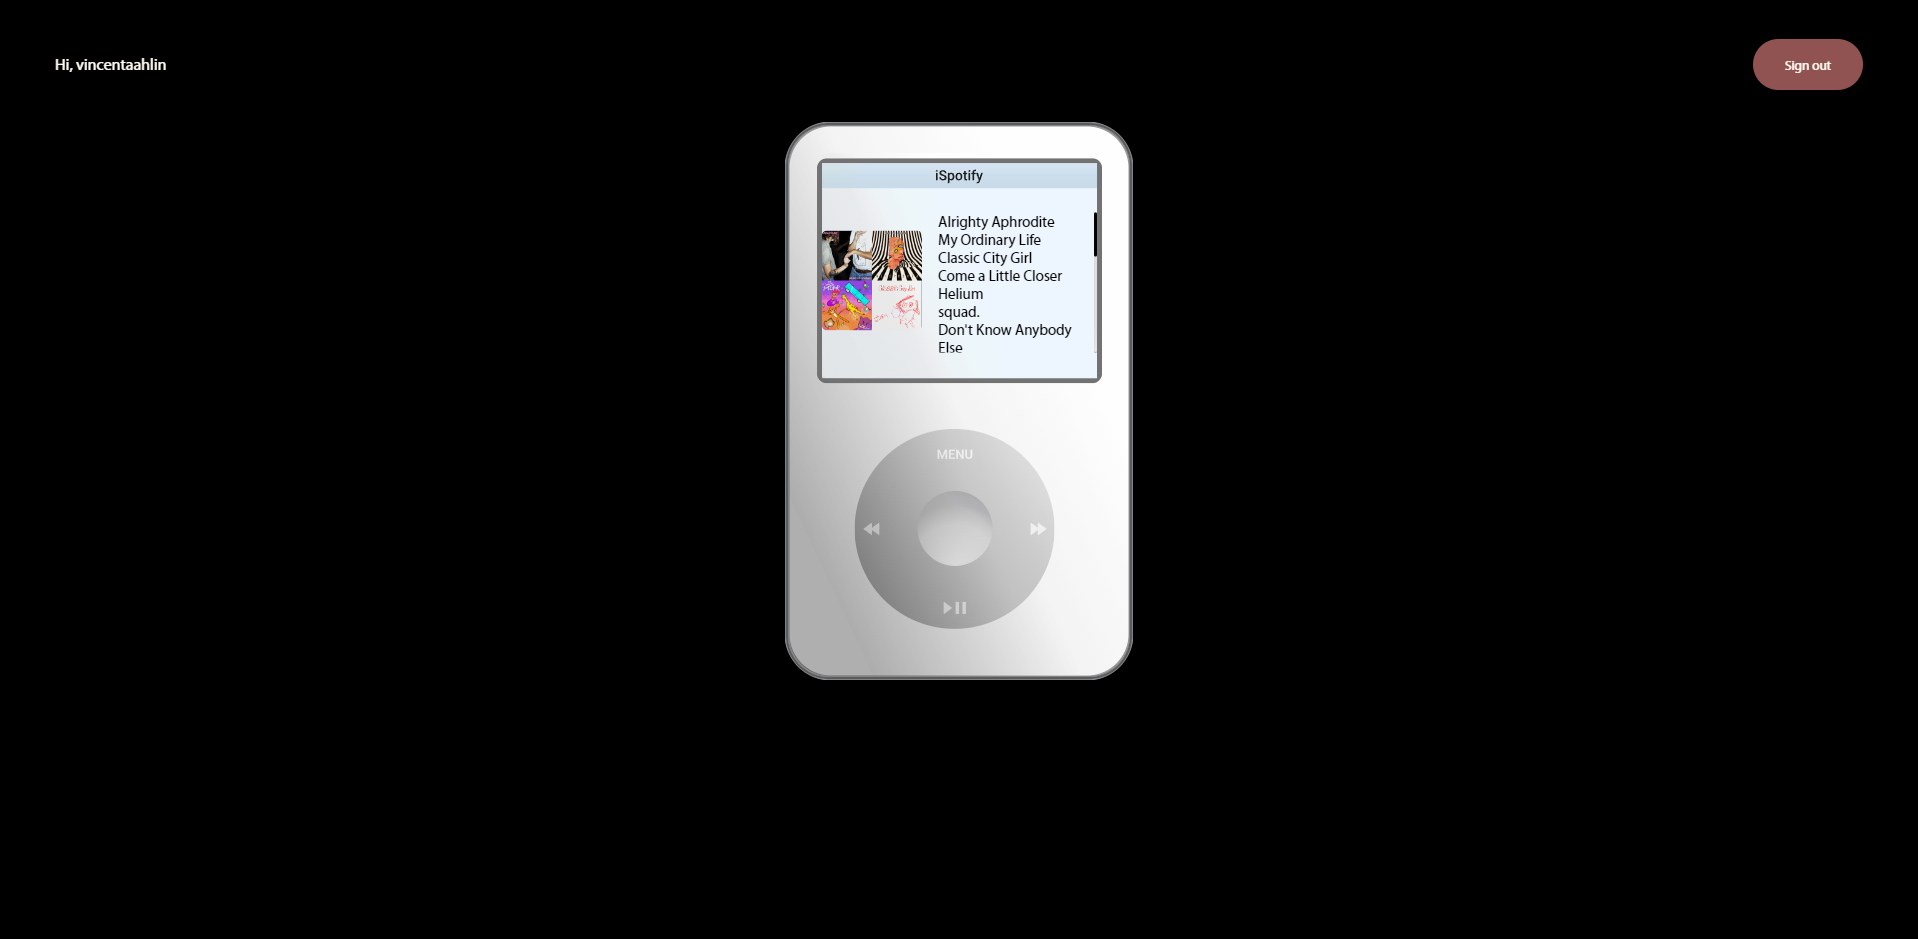 Hi, vincentaahlin
Sign out
iSpotify
Alrighty Aphrodite
My Ordinary Life
Classic City Girl
Come a Little Closer
Helium
squad.
Don't Know Anybody
Else
MENU